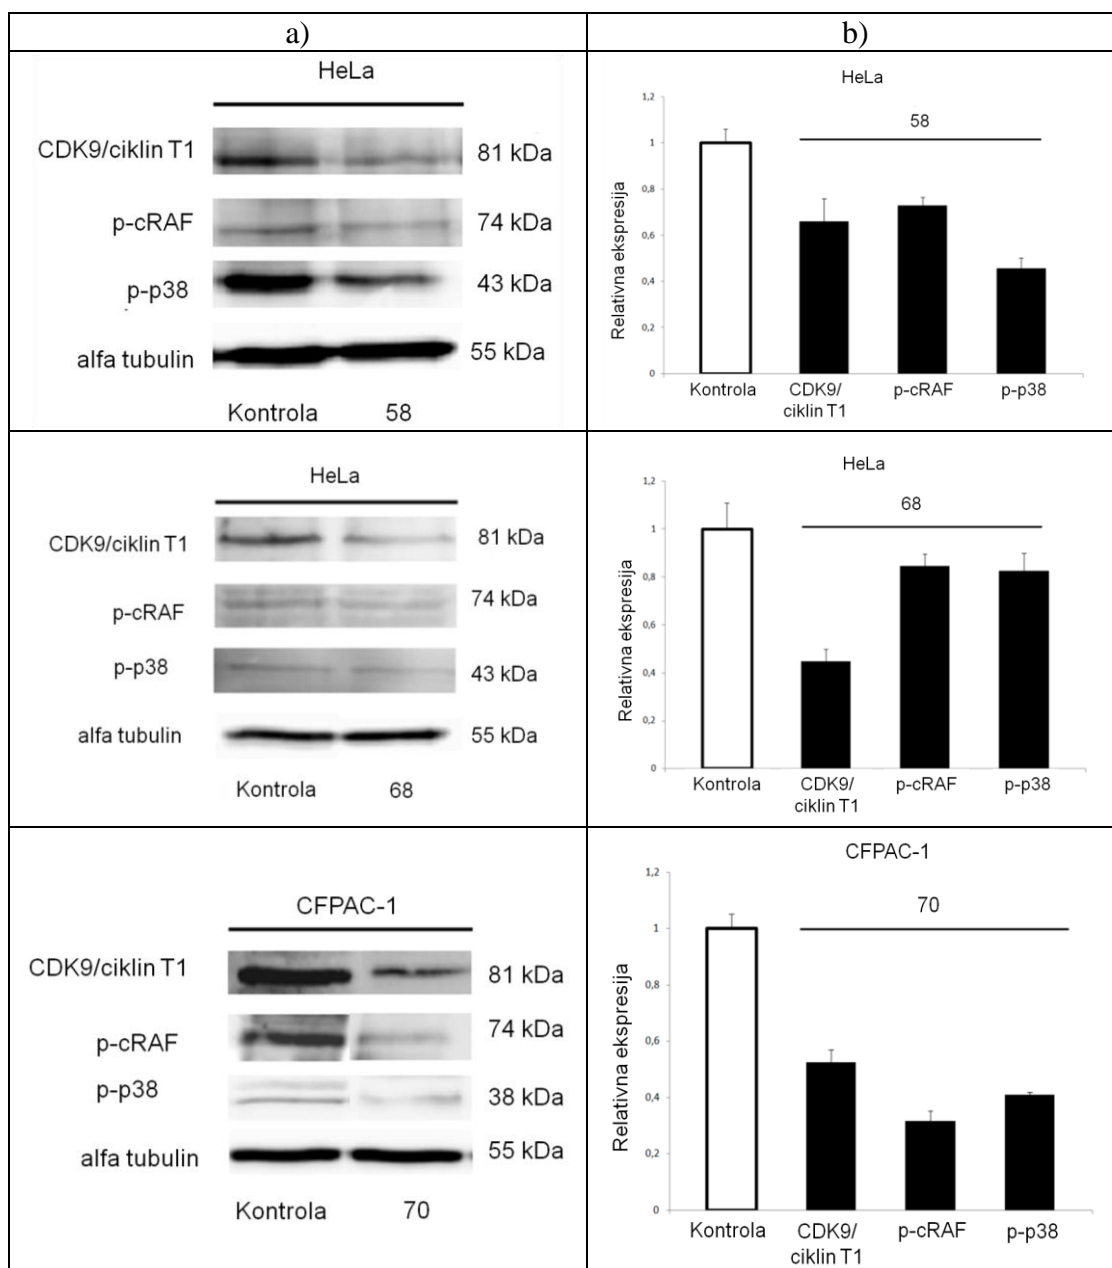 a)
b)
HeLa
CDK9/ciklin T1
81 kDa
p-cRAF
74 kDa
p-p38
43 kDa
alfa tubulin
55 kDa
Kontrola
58
HeLa
58
Relativna ekspresija
1,2
1
0,8
0,6
0,4
0,2
0
Kontrola
CDK9/
ciklin T1
p-cRAF
p-p38
HeLa
CDK9/ciklin T1
81 kDa
p-cRAF
74 kDa
p-p38
43 kDa
alfa tubulin
55 kDa
Kontrola
68
HeLa
68
Relativna ekspresija
1,2
1
0,8
0,6
0,4
0,2
0
Kontrola
CDK9/
ciklin T1
p-cRAF
p-p38
CFPAC-1
CDK9/ciklin T1
81 kDa
p-cRAF
74 kDa
p-p38
38 kDa
alfa tubulin
55 kDa
Kontrola
70
CFPAC-1
70
Relativna ekspresija
1,2
1
0,8
0,6
0,4
0,2
0
Kontrola
CDK9/
ciklin T1
p-cRAF
p-p38